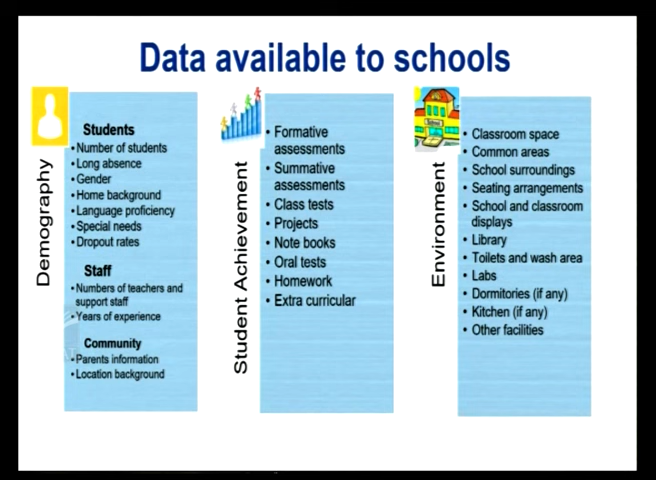 Data available to schools
Demography
Students
• Number of students
• Long absence
• Gender
• Home background
• Language proficiency
• Special needs
• Dropout rates
Staff
• Numbers of teachers and
support staff
• Years of experience
Community
• Parents information
• Location background
Student Achievement
• Formative
assessments
• Summative
assessments
• Class tests
• Projects
• Note books
• Oral tests
• Homework
• Extra curricular
Environment
School
• Classroom space
• Common areas
• School surroundings
• Seating arrangements
• School and classroom
displays
• Library
• Toilets and wash area
• Labs
• Dormitories (if any)
• Kitchen (if any)
• Other facilities